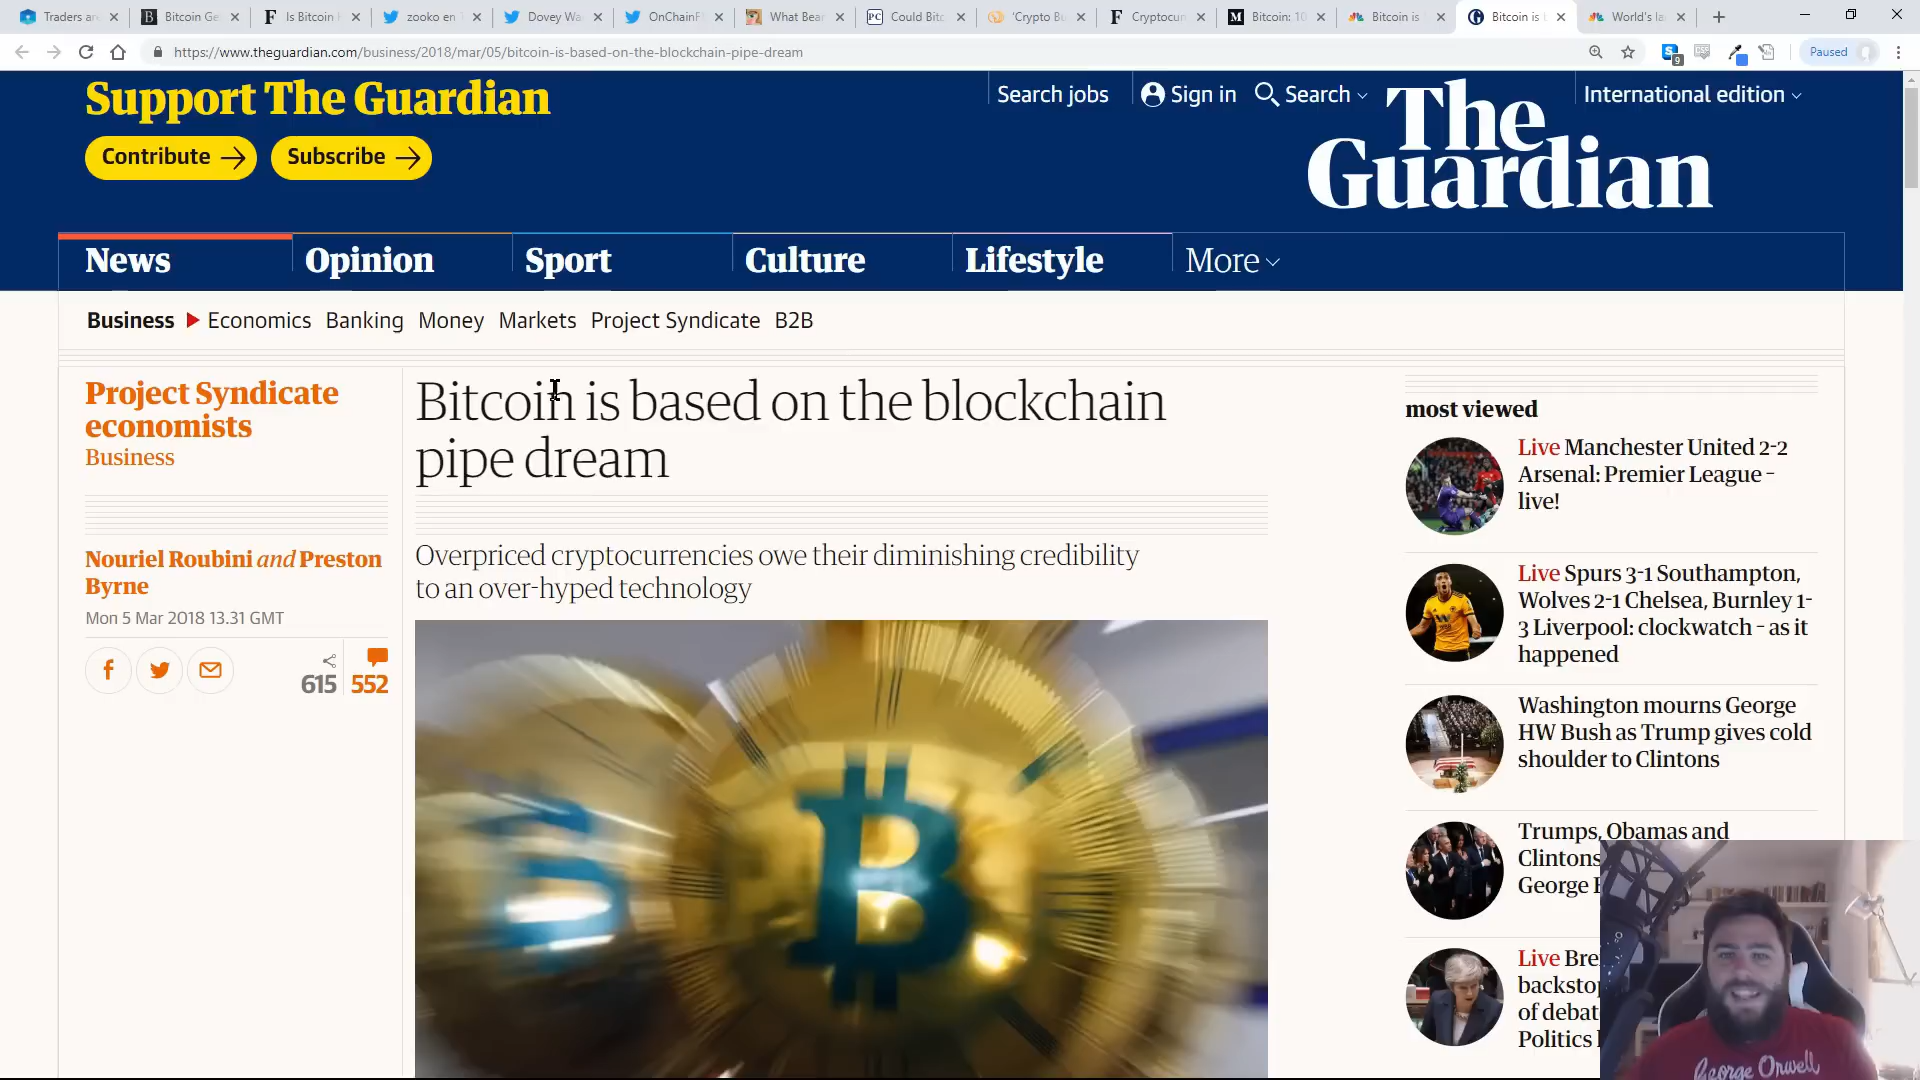 Traders ar
Bitcoin Ge
Is Bitcoin
zooko en
Dovey Wa
OnChainF
What Bear
Could Bitc
'Crypto B
Cryptocur
Bitcoin: 10
Bitcoin is
Bitcoin is
World's la
https://www.theguardian.com/business/2018/mar/05/bitcoin-is-based-on-the-blockchain-pipe-dream
9
Paused
Support The Guardian
Contribute
Subscribe
Search jobs
Sign in
Search
International edition
The
Guardian
News
Opinion
Sport
Culture
Lifestyle
More
Business
Economics
Banking
Money
Markets
Project Syndicate
B2B
Project Syndicate
economists
Business
Nouriel Roubini and Preston
Byrne
Mon 5 Mar 2018 13.31 GMT
615
552
Bitcoin is based on the blockchain
pipe dream
Overpriced cryptocurrencies owe their diminishing credibility
to an over-hyped technology
most viewed
Live Manchester United 2-2
Arsenal: Premier League –
live!
Live Spurs 3-1 Southampton,
Wolves 2-1 Chelsea, Burnley 1-
3 Liverpool: clockwatch – as it
happened
Washington mourns George
HW Bush as Trump gives cold
shoulder to Clintons
Trumps, Obamas and
Clintons
George
Live Bre
backsto
of debat
Politics
George Orwell